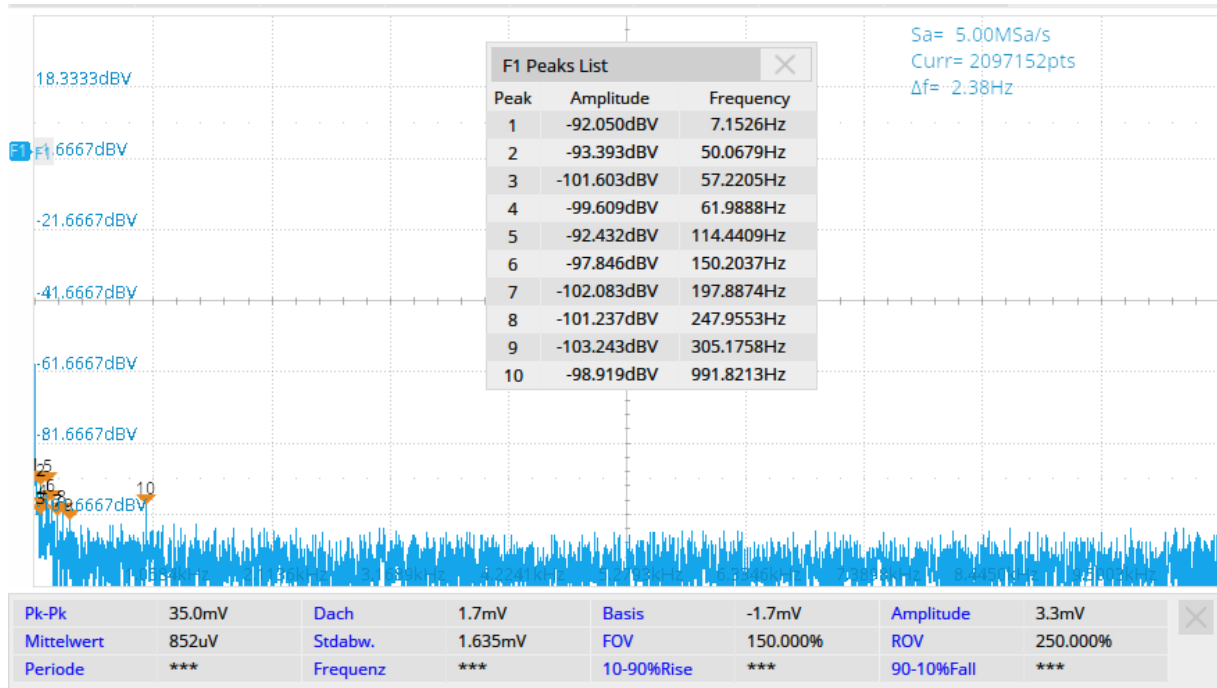 Sa= 5.00MSa/s
Curr= 2097152pts
Δf= 2.38Hz
18.3333dBV
F1
F1
.6667dBV
-21.6667dBV
-41.6667dBV
-61.6667dBV
-81.6667dBV
6667dBV
10
F1 Peaks List
Peak Amplitude Frequency
1 -92.050dBV 7.1526Hz
2 -93.393dBV 50.0679Hz
3 -101.603dBV 57.2205Hz
4 -99.609dBV 61.9888Hz
5 -92.432dBV 114.4409Hz
6 -97.846dBV 150.2037Hz
7 -102.083dBV 197.8874Hz
8 -101.237dBV 247.9553Hz
9 -103.243dBV 305.1758Hz
10 -98.919dBV 991.8213Hz
Pk-Pk 35.0mV Dach 1.7mV Basis -1.7mV Amplitude 3.3mV
Mittelwert 852uV Stdabw. 1.635mV FOV 150.000% ROV 250.000%
Periode *** Frequenz *** 10-90%Rise *** 90-10%Fall ***